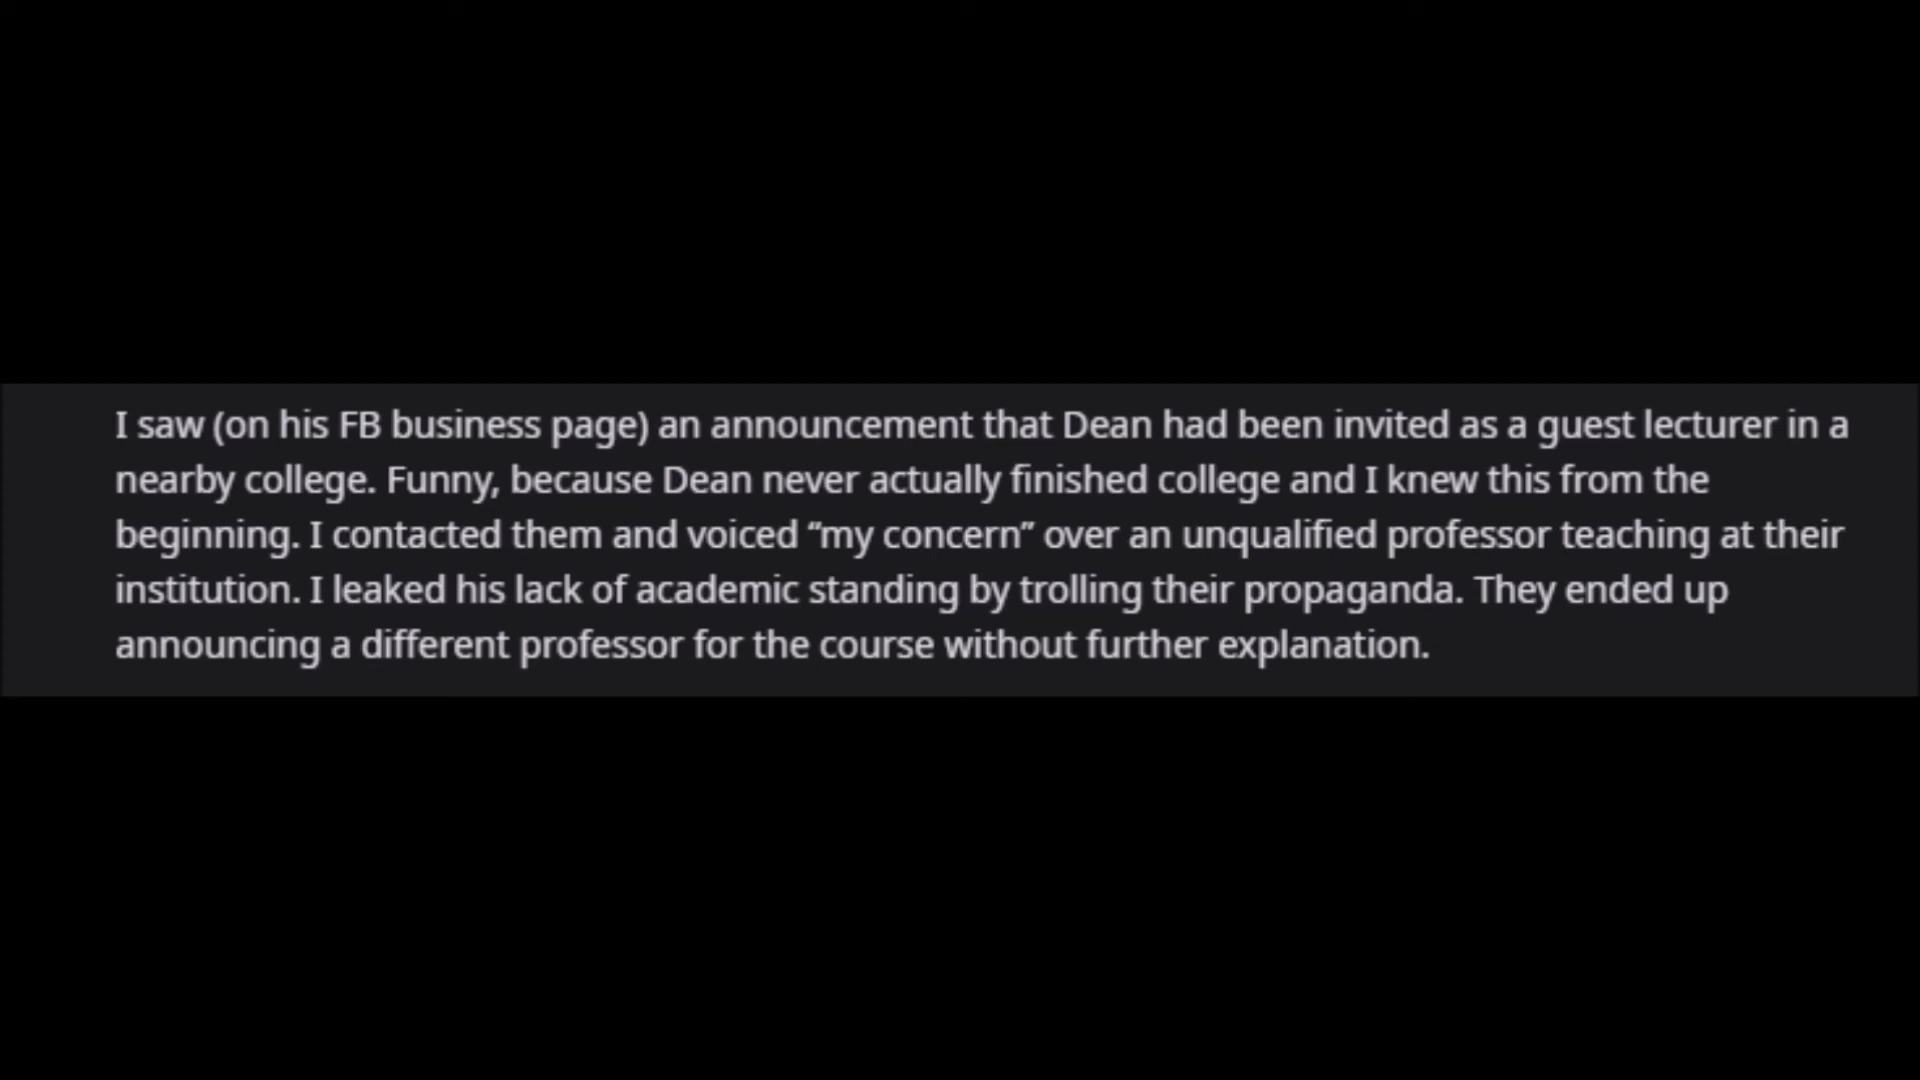 I saw (on his FB business page) an announcement that Dean had been invited as a guest lecturer in a
nearby college. Funny, because Dean never actually finished college and I knew this from the
beginning. I contacted them and voiced “my concern” over an unqualified professor teaching at their
institution. I leaked his lack of academic standing by trolling their propaganda. They ended up
announcing a different professor for the course without further explanation.